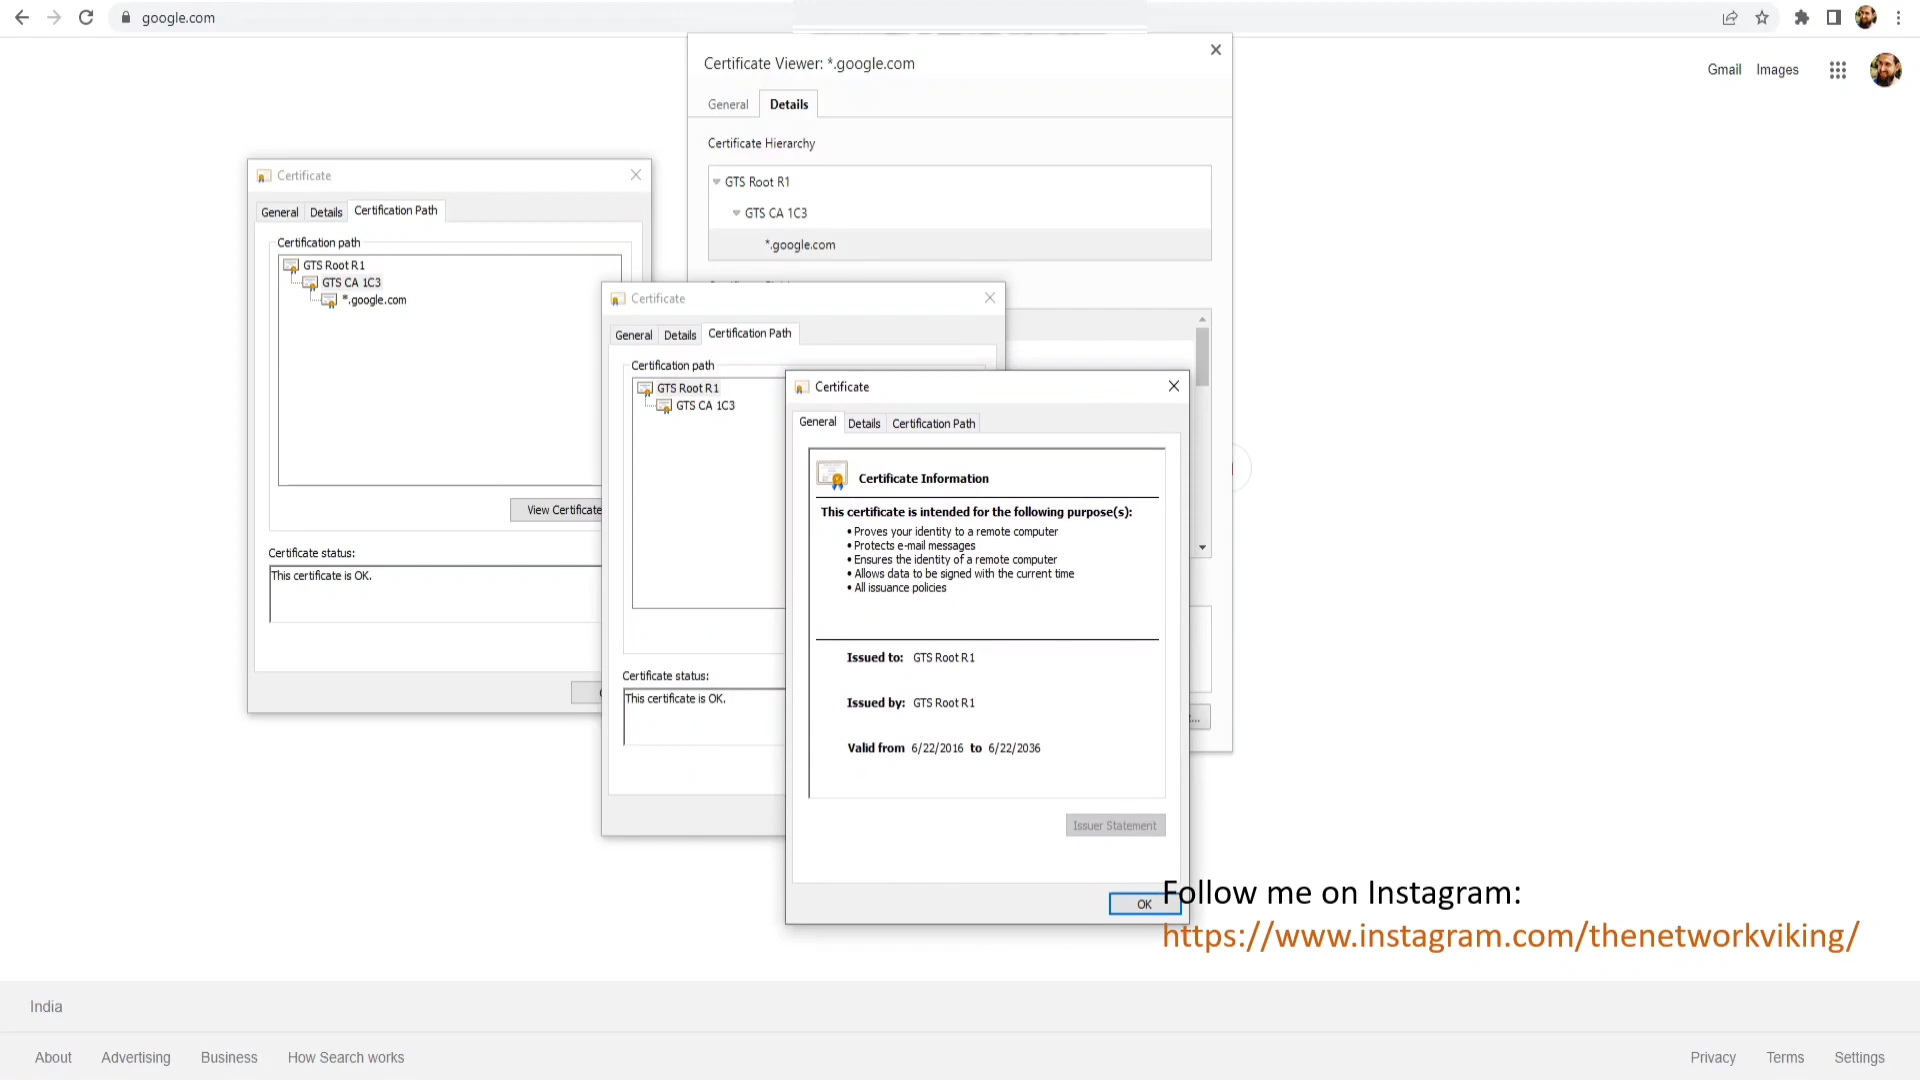 google.com
Gmail Images
Certificate Viewer: *.google.com
General Details
Certificate Hierarchy
GTS Root R1
GTS CA 1C3
*.google.com
Certificate
General Details Certification Path
Certification path
GTS Root R1
GTS CA 1C3
*.google.com
View Certificate
Certificate status:
This certificate is OK.
Certificate
General Details Certification Path
Certification path
GTS Root R1
GTS CA 1C3
Certificate status:
This certificate is OK.
Certificate
General Details Certification Path
Certificate Information
This certificate is intended for the following purpose(s):
• Proves your identity to a remote computer
• Protects e-mail messages
• Ensures the identity of a remote computer
• Allows data to be signed with the current time
• All issuance policies
Issued to: GTS Root R1
Issued by: GTS Root R1
Valid from 6/22/2016 to 6/22/2036
Issuer Statement
OK
Follow me on Instagram:
https://www.instagram.com/thenetworkviking/
India
About Advertising Business How Search works
Privacy Terms Settings